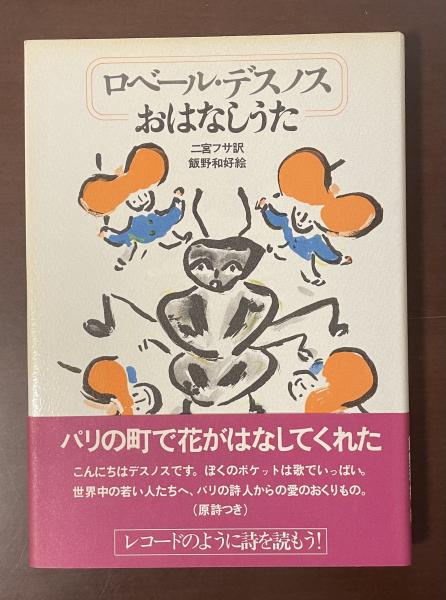 ロベール・デスノス
おはなしうた
二宮フサ訳
飯野和好絵
パリの町で花がはなしてくれた
こんにちはデスノスです。ぼくのポケットは歌でいっぱい。
世界中の若い人たちへ、パリの詩人からの愛のおくりもの。
(原詩つき)
レコードのように詩を読もう!